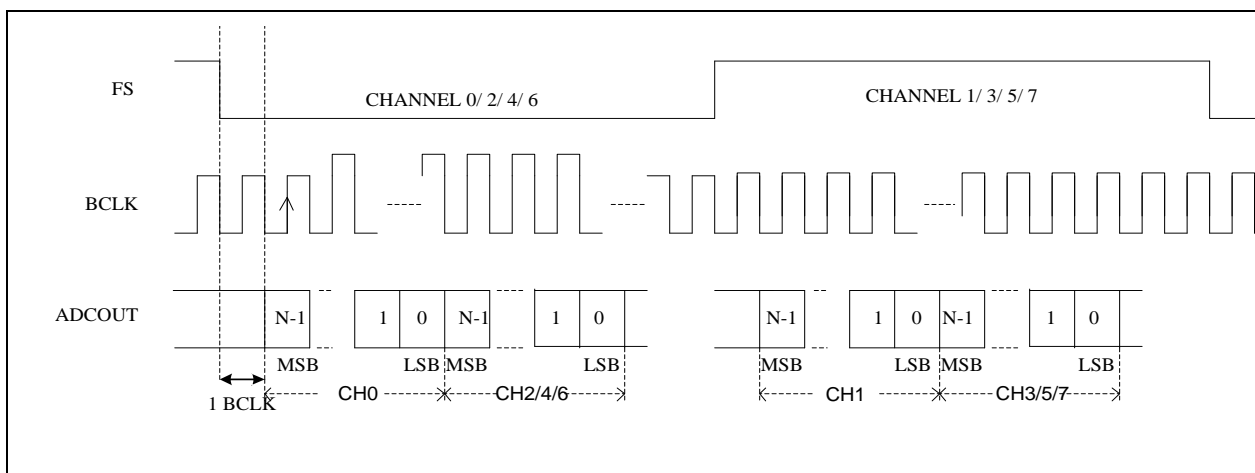 FS
CHANNEL 0/ 2/ 4/ 6
CHANNEL 1/ 3/ 5/ 7
BCLK
ADCOUT
N-1
1
0
N-1
1
0
N-1
1
0
N-1
1
0
MSB
LSB
MSB
LSB
MSB
LSB
MSB
LSB
1 BCLK
CH0
CH2/4/6
CH1
CH3/5/7